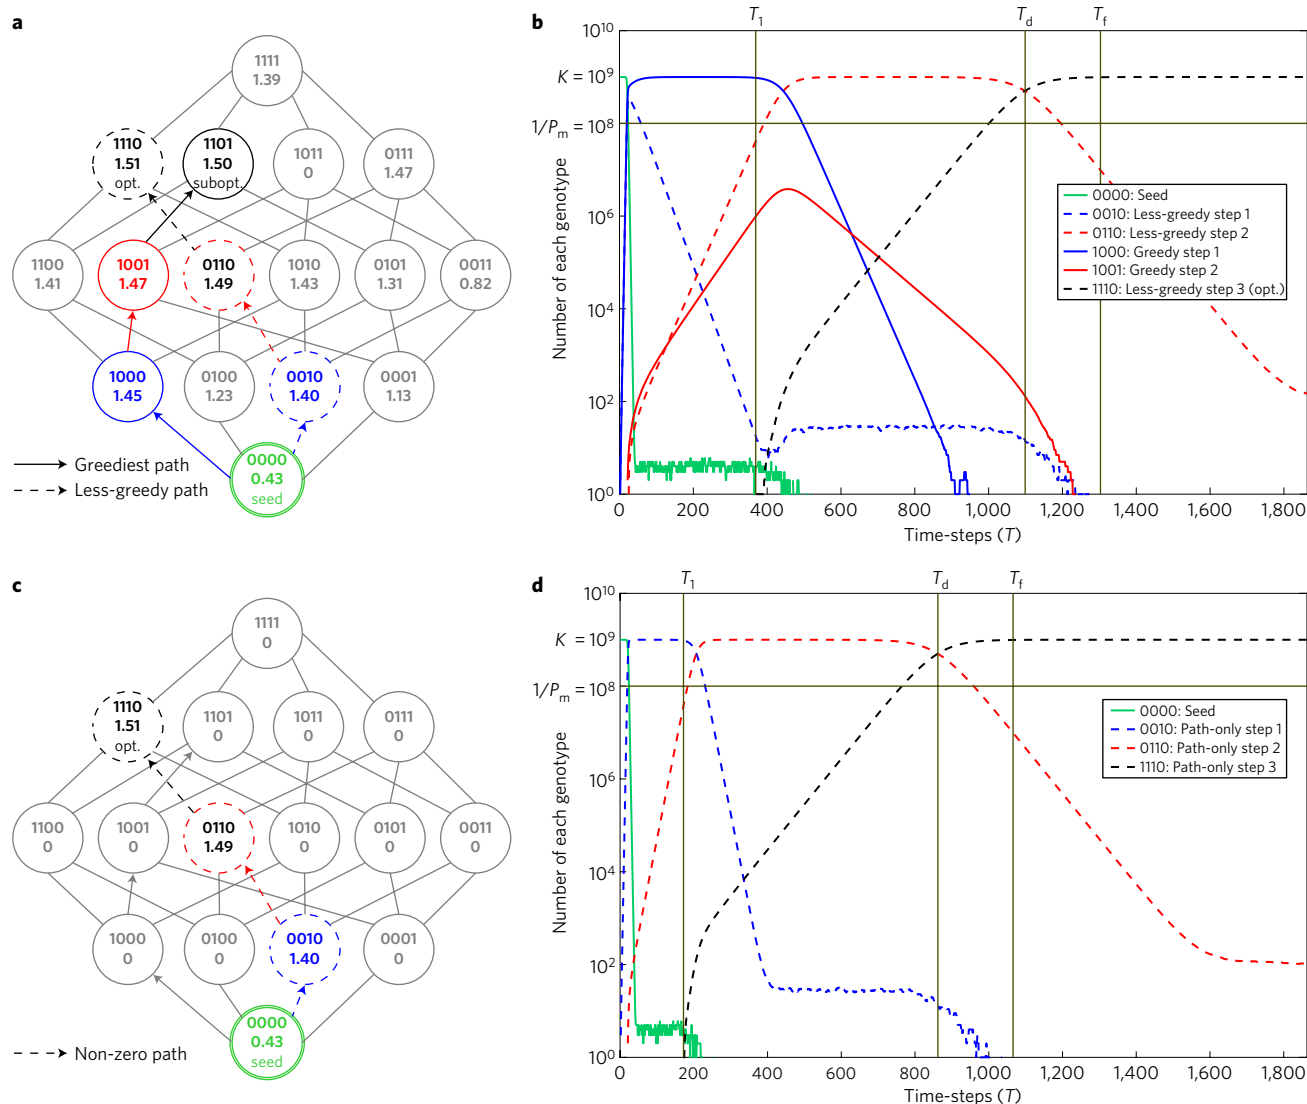 a
1111
1.39
1110
1.51
opt.
1101
1.50
subopt.
1011
0
0111
1.47
1100
1.41
1001
1.47
0110
1.49
1010
1.43
0101
1.31
0011
0.82
1000
1.45
0100
1.23
0010
1.40
0001
1.13
0000
0.43
seed
Greediest path
Less-greedy path
b
T1
Td
Tf
10^10
K = 10^9
1/Pm = 10^8
10^6
10^4
10^2
10^0
Number of each genotype
0000: Seed
0010: Less-greedy step 1
0110: Less-greedy step 2
1000: Greedy step 1
1001: Greedy step 2
1110: Less-greedy step 3 (opt.)
0 200 400 600 800 1,000 1,200 1,400 1,600 1,800
Time-steps (T)
c
1111
0
1110
1.51
opt.
1101
0
1011
0
0111
0
1100
0
1001
0
0110
1.49
1010
0
0101
0
0011
0
1000
0
0100
0
0010
1.40
0001
0
0000
0.43
seed
Non-zero path
d
T1
Td
Tf
10^10
K = 10^9
1/Pm = 10^8
10^6
10^4
10^2
10^0
Number of each genotype
0000: Seed
0010: Path-only step 1
0110: Path-only step 2
1110: Path-only step 3
0 200 400 600 800 1,000 1,200 1,400 1,600 1,800
Time-steps (T)